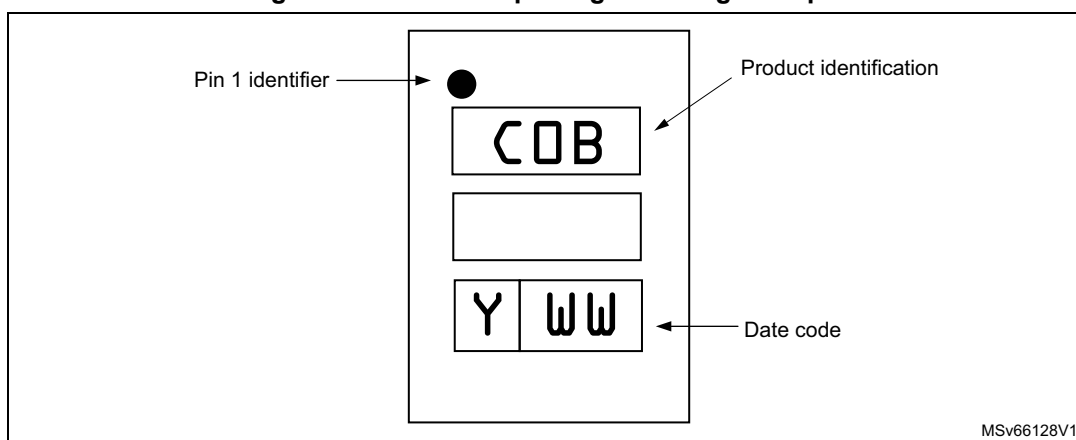 Pin 1 identifier
Product identification
COB
Y WW
Date code
MSv66128V1